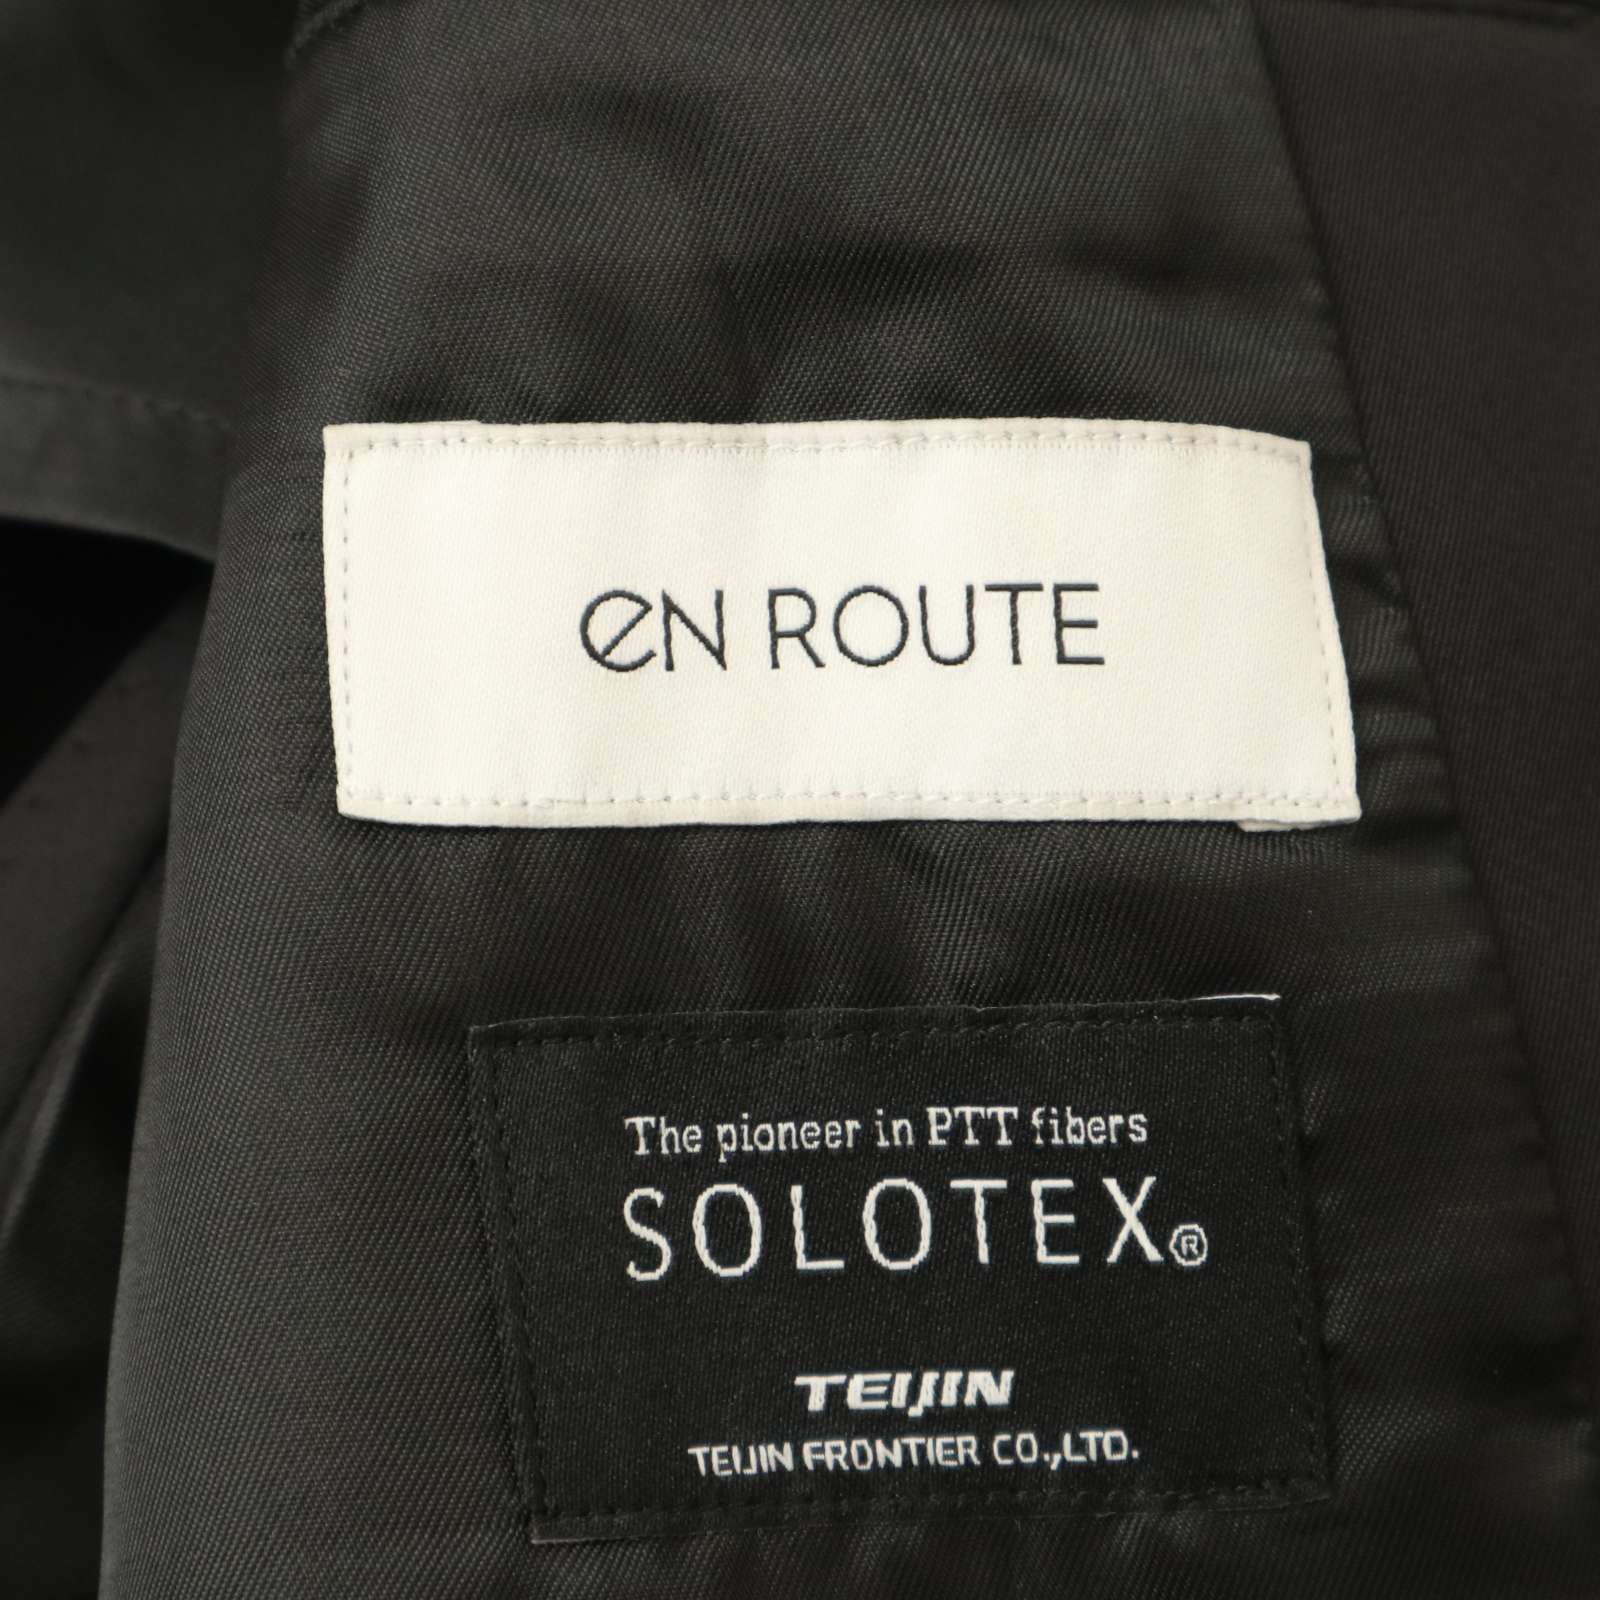 eN ROUTE
The pioneer in PTT fibers
SOLOTEX®
TEIJIN
TEIJIN FRONTIER CO.,LTD.